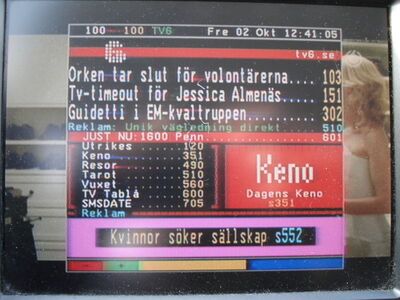 100 100 TV6 Fre 02 Okt 12:41:05
6 tv6.se
Orken tar slut för volontärerna.... 103
Tv-timeout för Jessica Almenäs..... 151
Guidetti i EM-kvaltruppen.......... 302
Reklam: Unik vägledning direkt 510
JUST NU:1600 Penn.................. 601
Utrikes 120
Keno ...... 351
Resor ..... 490
Tarot ..... 510
Vuxet...... 560
TV Tablå .. 600
SMSDATE ... 705
Reklam
Keno
Dagens Keno
s351
Kvinnor söker sällskap s552
- +